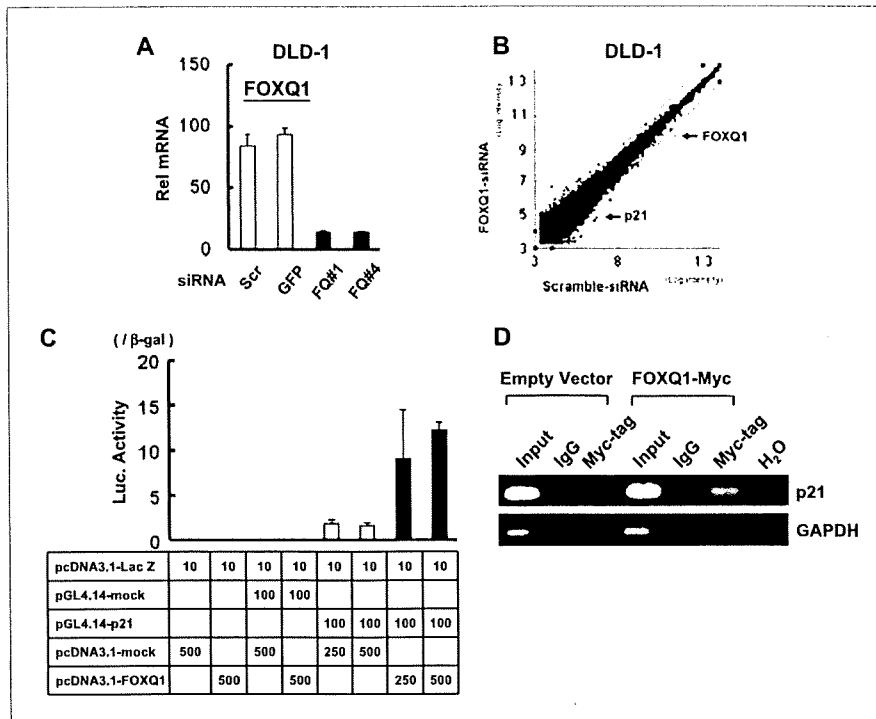 A
DLD-1
150
FOXQ1
100
50
0
Rel mRNA
siRNA
Scr
GFP
FQ#1
FQ#4
B
DLD-1
13
11
9
7
5
3
FOXQ1-siRNA
(Log intensity)
FOXQ1
p21
3 8 13
Scramble-siRNA
(Log intensity)
C
( / β-gal)
20
15
10
5
0
Luc. Activity
pcDNA3.1-Lac Z 10 10 10 10 10 10 10 10
pGL4.14-mock 100 100
pGL4.14-p21 100 100 100 100
pcDNA3.1-mock 500 500 250 500
pcDNA3.1-FOXQ1 500 500 250 500
D
Empty Vector FOXQ1-Myc
Input IgG Myc-tag Input IgG Myc-tag H₂O
p21
GAPDH